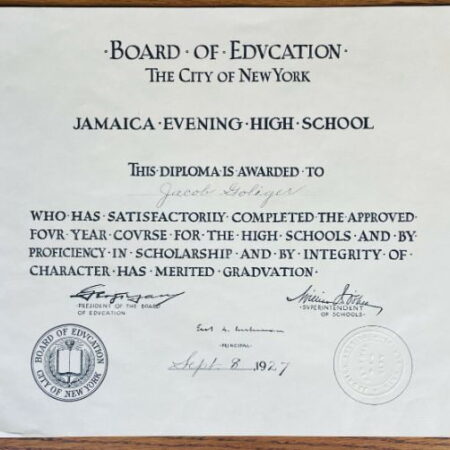 ·BOARD·OF·EDVCATION·
THE CITY OF NEW YORK
JAMAICA·EVENING·HIGH·SCHOOL
THIS·DIPLOMA·IS·AWARDED·TO
Jacob Goliger
WHO·HAS·SATISFACTORILY·COMPLETED·THE·APPROVED
FOVR·YEAR·COVRSE·FOR·THE·HIGH·SCHOOLS·AND·BY
PROFICIENCY·IN·SCHOLARSHIP·AND·BY·INTEGRITY·OF
CHARACTER·HAS·MERITED·GRADVATION·
·PRESIDENT OF THE BOARD
OF EDUCATION·
·SUPERINTENDENT
OF SCHOOLS·
·PRINCIPAL·
Sept. 8, 1927
BOARD OF EDUCATION
CITY OF NEW YORK